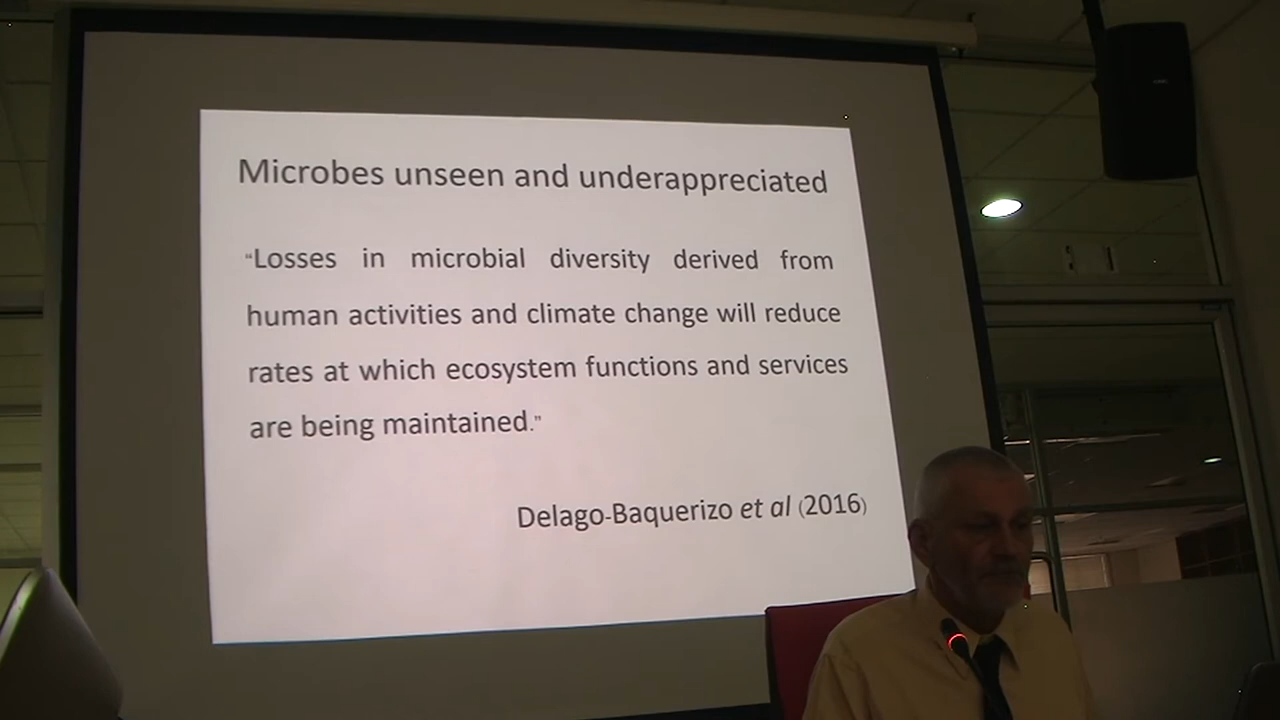 Microbes unseen and underappreciated
“Losses in microbial diversity derived from
human activities and climate change will reduce
rates at which ecosystem functions and services
are being maintained.”
Delago-Baquerizo et al (2016)